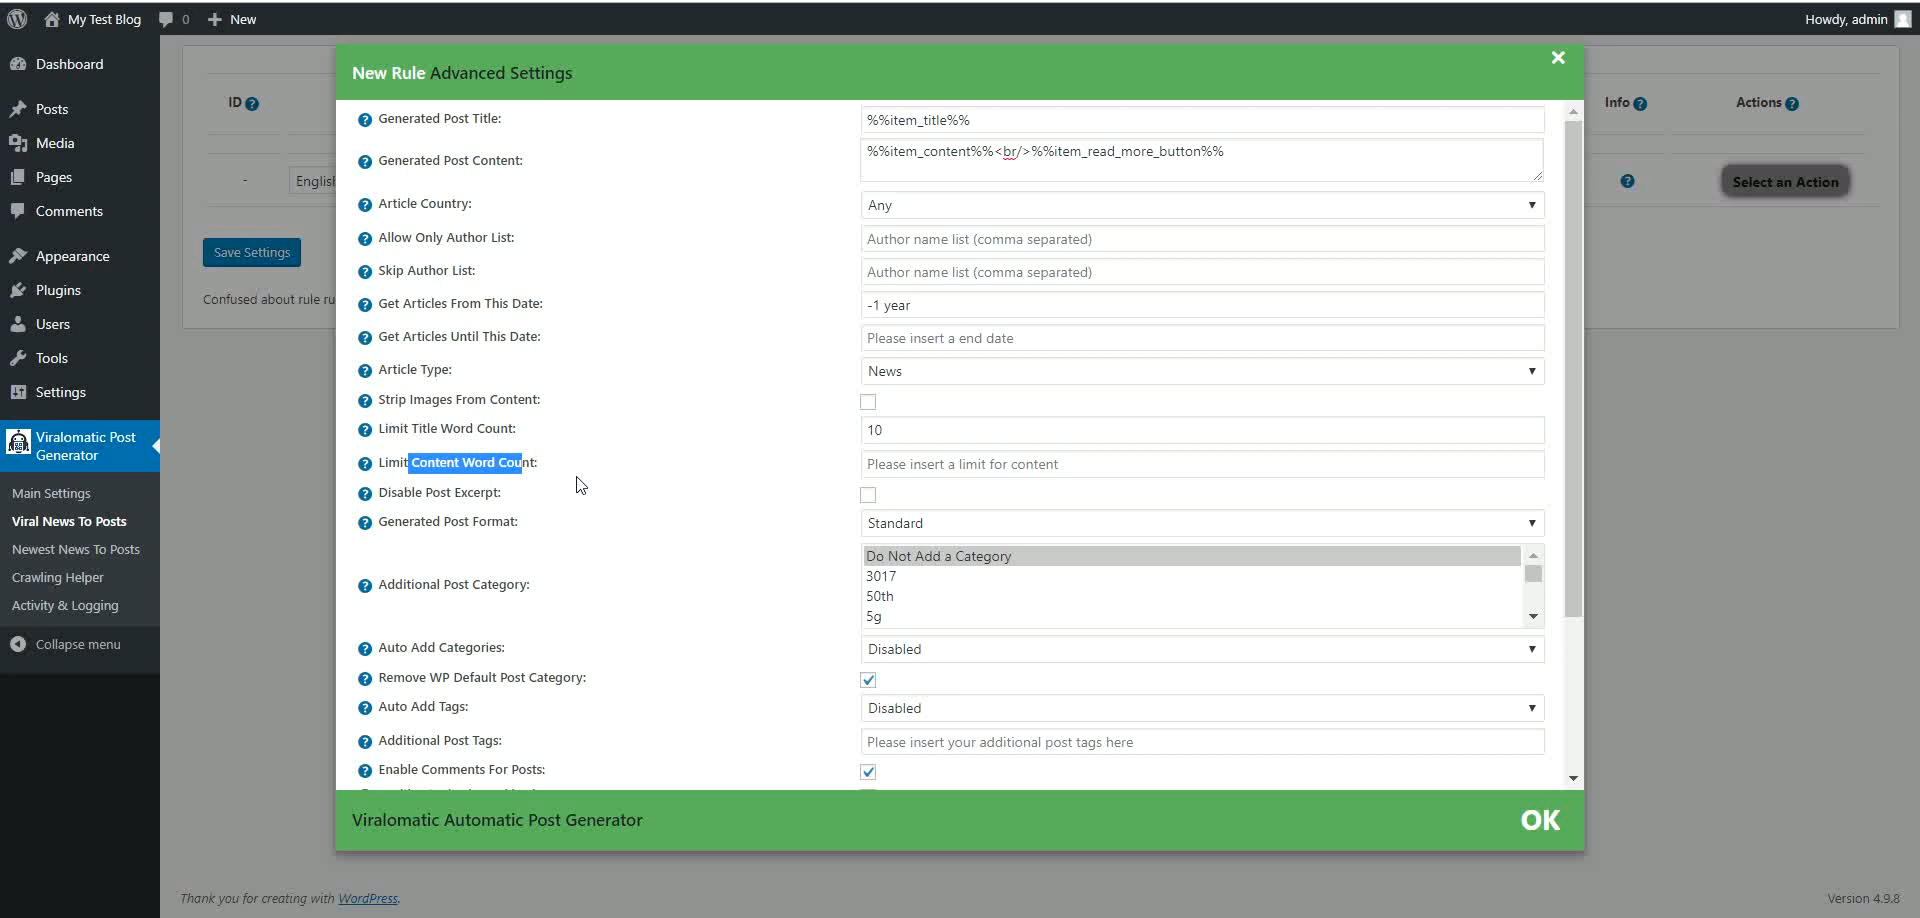 My Test Blog 0 New Howdy, admin
Dashboard
Posts
Media
Pages
Comments
Appearance
Plugins
Users
Tools
Settings
Viralomatic Post
Generator
Main Settings
Viral News To Posts
Newest News To Posts
Crawling Helper
Activity & Logging
Collapse menu
ID
Info
Actions
-
English
Select an Action
Save Settings
Confused about rule
New Rule Advanced Settings
Generated Post Title: %%item_title%%
Generated Post Content: %%item_content%%<br/>%%item_read_more_button%%
Article Country: Any
Allow Only Author List: Author name list (comma separated)
Skip Author List: Author name list (comma separated)
Get Articles From This Date: -1 year
Get Articles Until This Date: Please insert a end date
Article Type: News
Strip Images From Content:
Limit Title Word Count: 10
Limit Content Word Count: Please insert a limit for content
Disable Post Excerpt:
Generated Post Format: Standard
Additional Post Category:
Do Not Add a Category
3017
50th
5g
Auto Add Categories: Disabled
Remove WP Default Post Category:
Auto Add Tags: Disabled
Additional Post Tags: Please insert your additional post tags here
Enable Comments For Posts:
Viralomatic Automatic Post Generator OK
Thank you for creating with WordPress.
Version 4.9.8